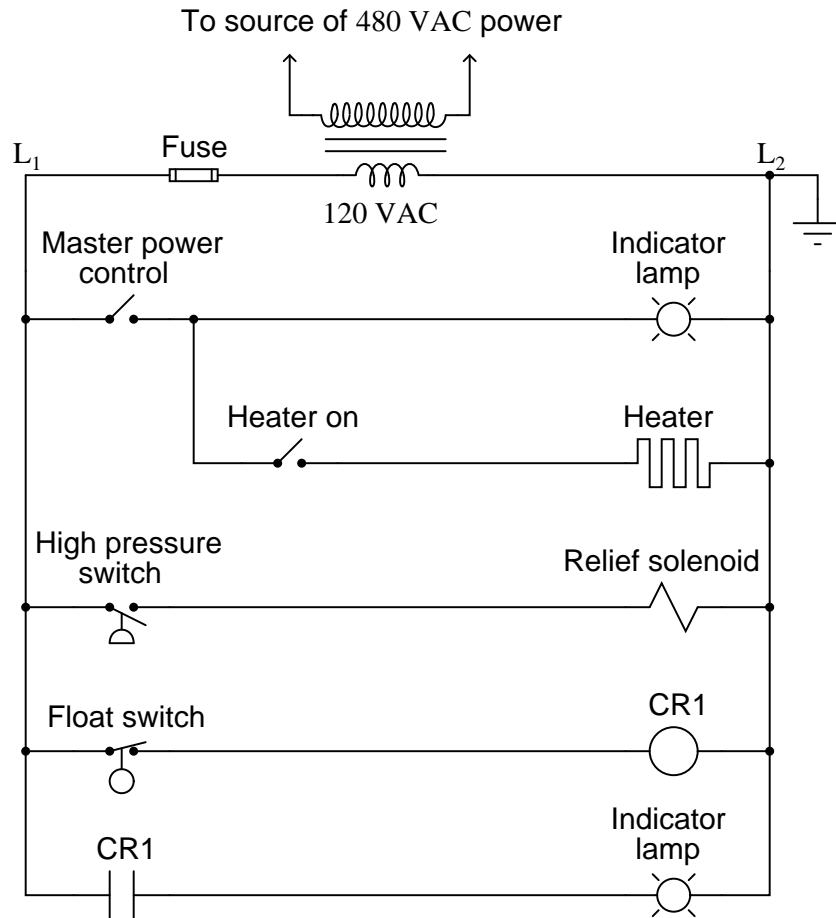 To source of 480 VAC power
L1
Fuse
L2
120 VAC
Master power
control
Indicator
lamp
Heater on
Heater
High pressure
switch
Relief solenoid
Float switch
CR1
CR1
Indicator
lamp